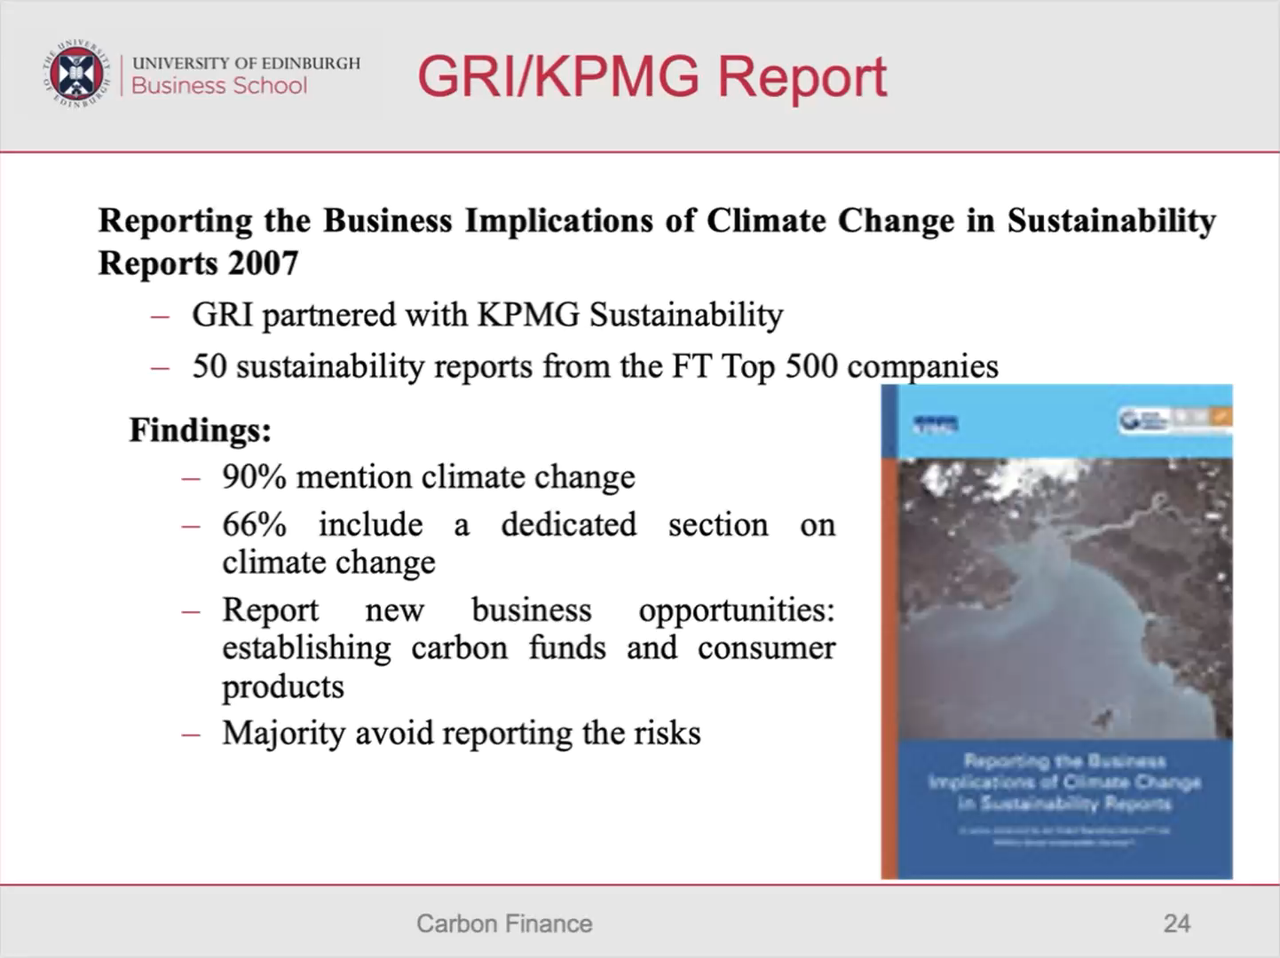 THE UNIVERSITY OF EDINBURGH
UNIVERSITY OF EDINBURGH
Business School
GRI/KPMG Report
Reporting the Business Implications of Climate Change in Sustainability
Reports 2007
– GRI partnered with KPMG Sustainability
– 50 sustainability reports from the FT Top 500 companies
Findings:
– 90% mention climate change
– 66% include a dedicated section on
climate change
– Report new business opportunities:
establishing carbon funds and consumer
products
– Majority avoid reporting the risks
KPMG
Reporting the Business
Implications of Climate Change
in Sustainability Reports
Carbon Finance
24